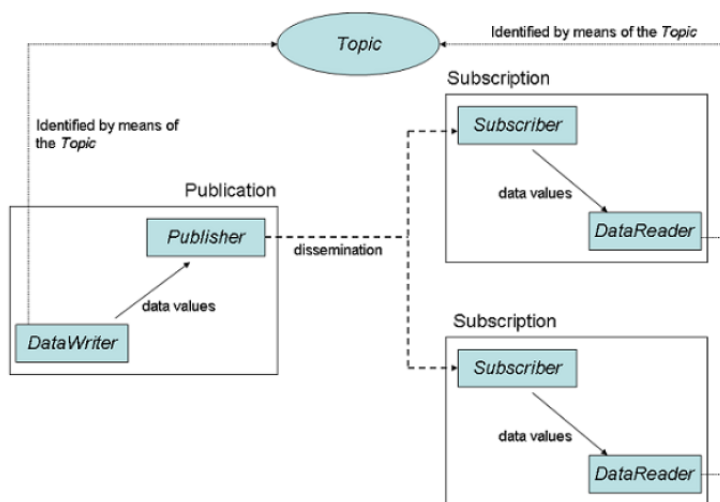 Topic
Identified by means of the Topic
Subscription
Subscriber
data values
DataReader
Identified by means of
the Topic
Publication
Publisher
dissemination
data values
DataWriter
Subscription
Subscriber
data values
DataReader